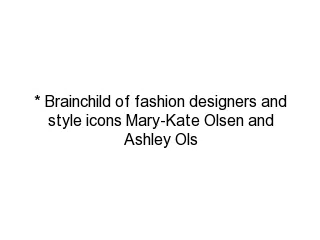 * Brainchild of fashion designers and
style icons Mary-Kate Olsen and
Ashley Ols